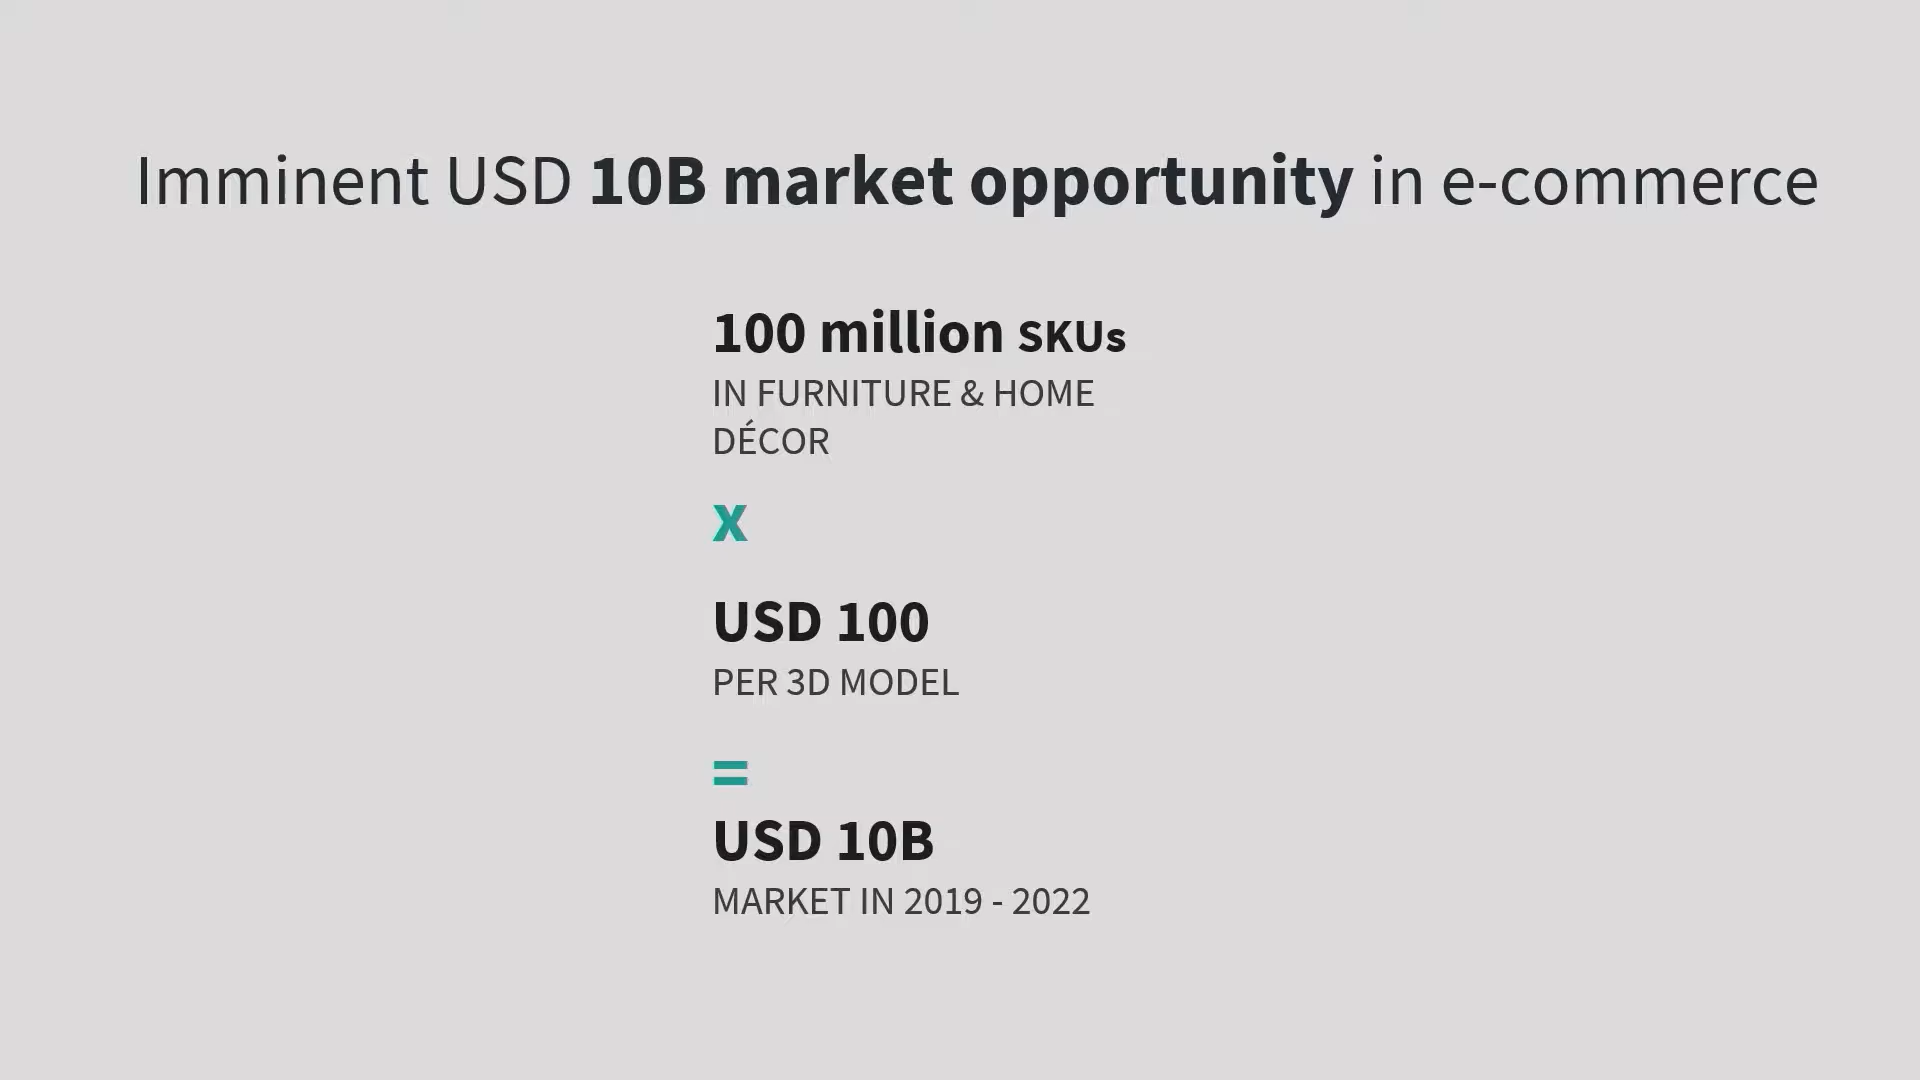 Imminent USD 10B market opportunity in e-commerce
100 million SKUs
IN FURNITURE & HOME
DÉCOR
x
USD 100
PER 3D MODEL
=
USD 10B
MARKET IN 2019 - 2022